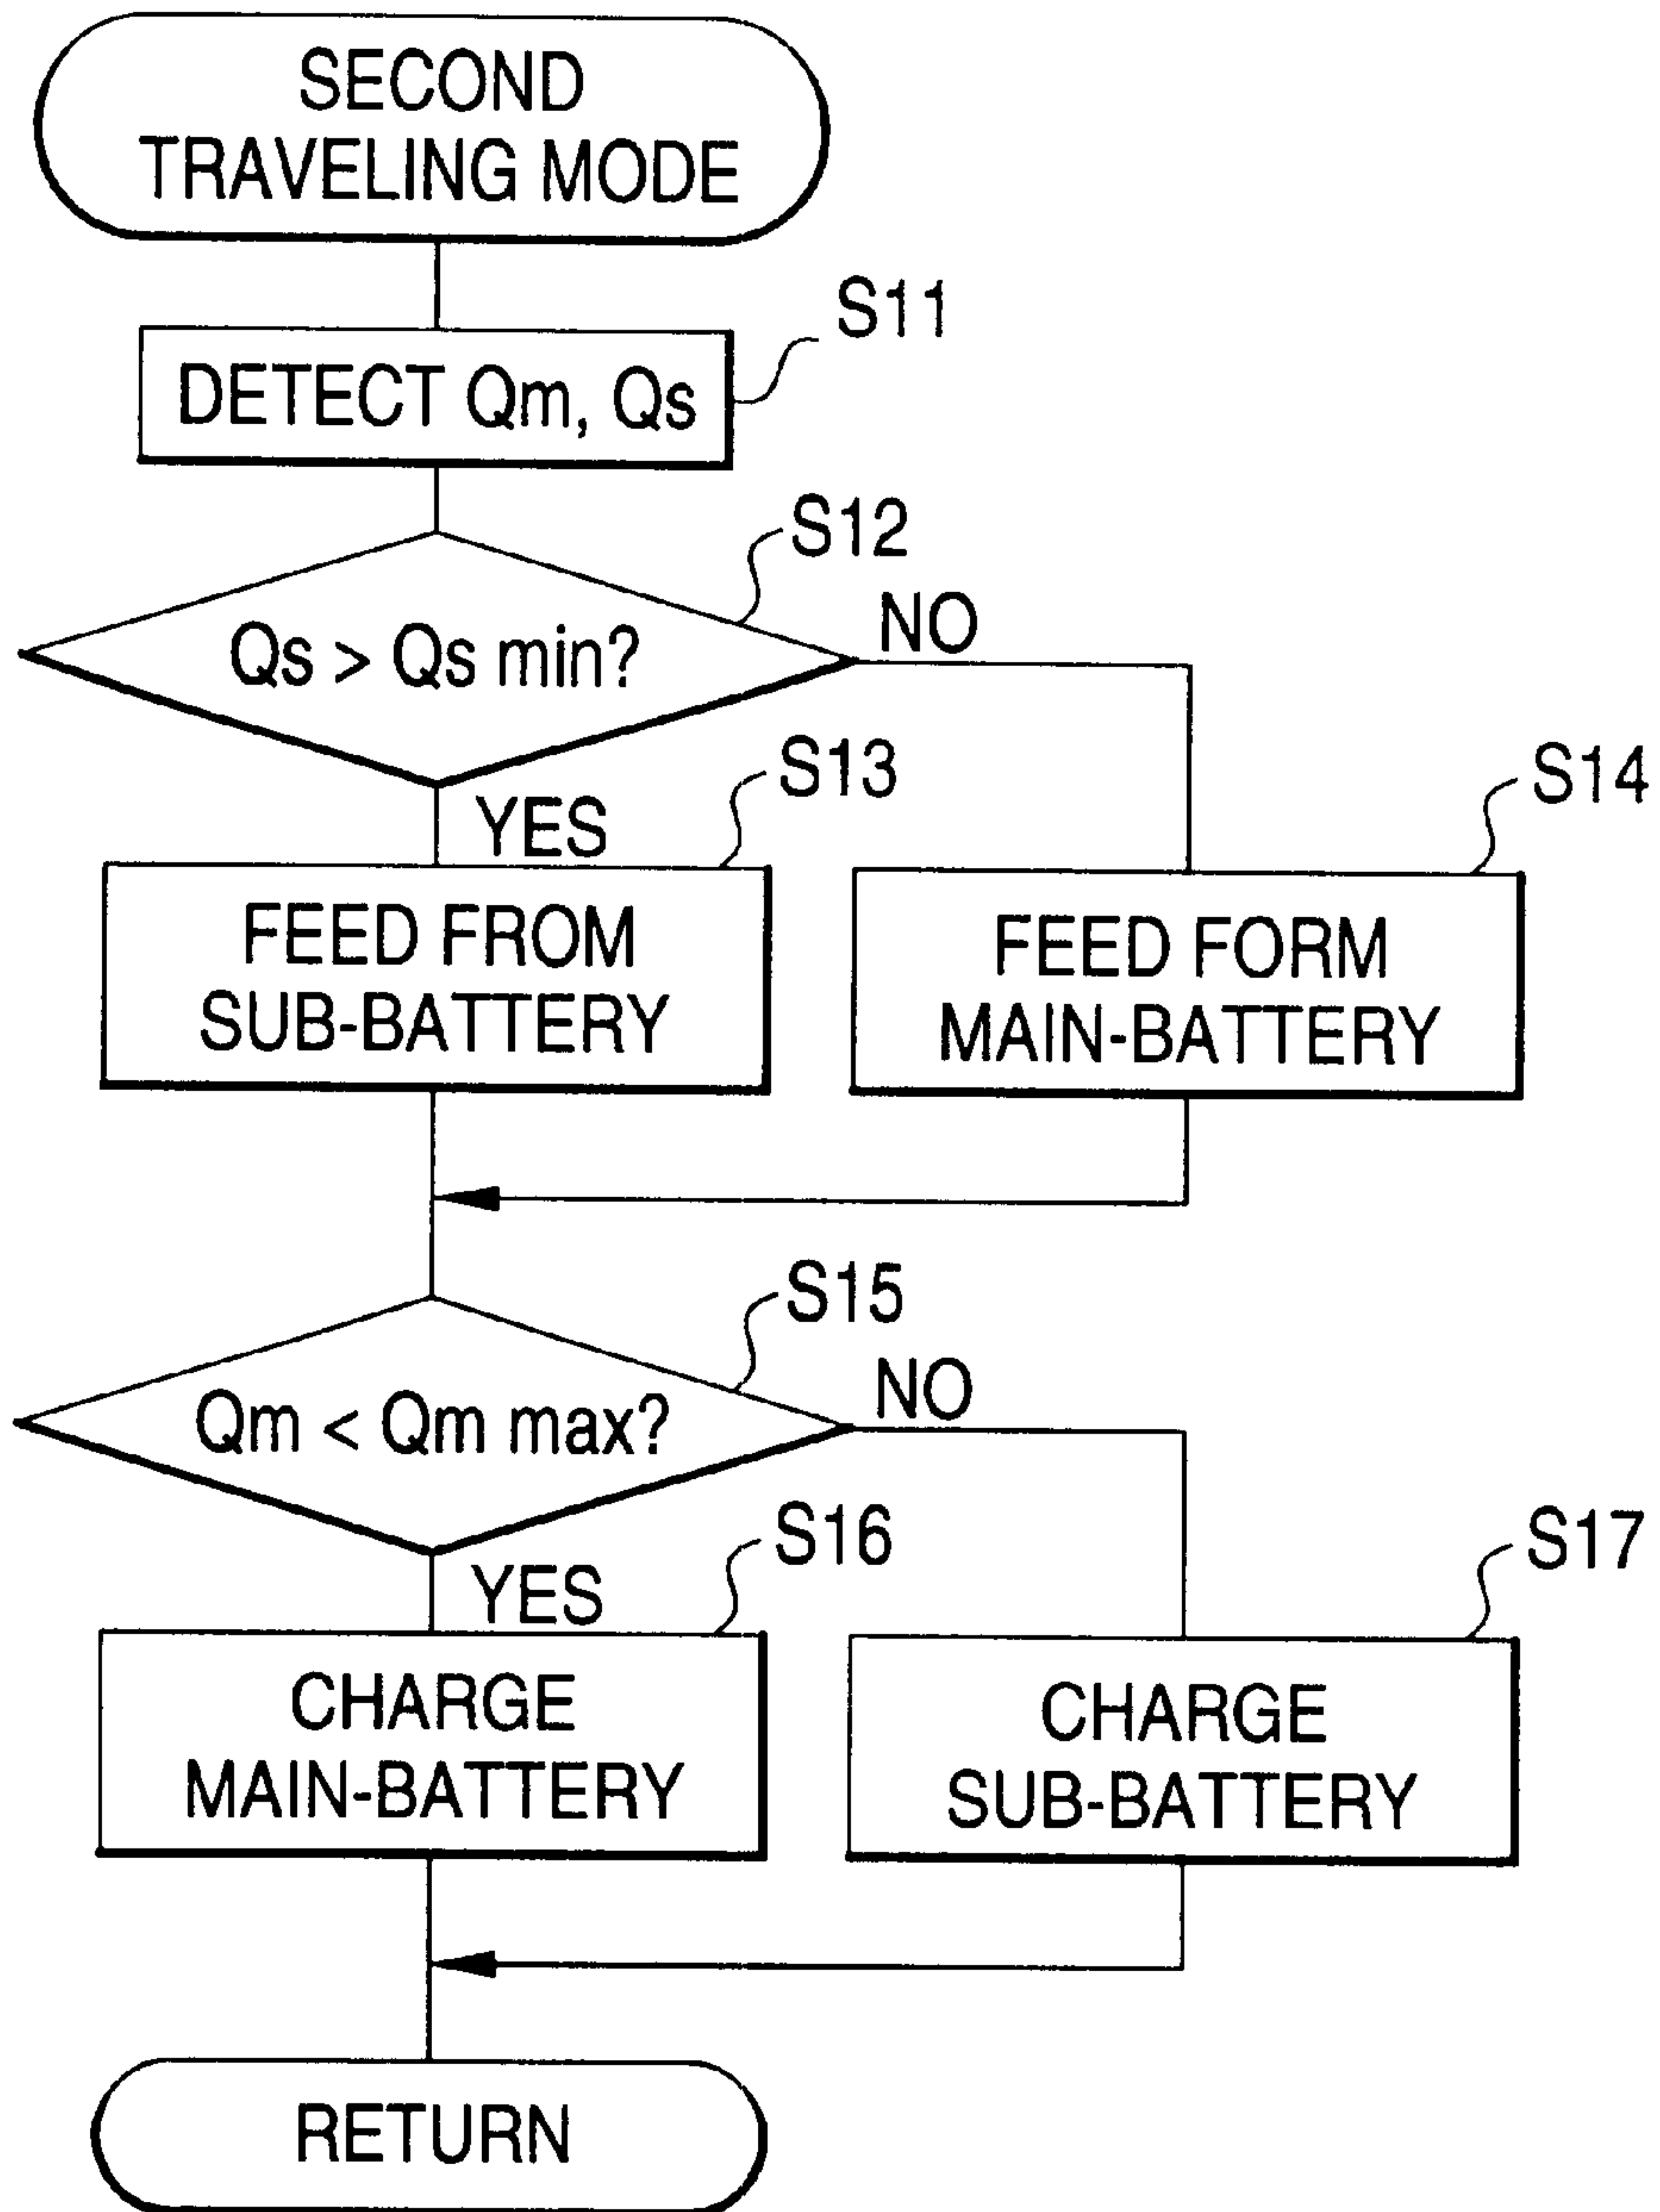 SECOND
TRAVELING MODE
S11
DETECT Qm, Qs
S12
Qs > Qs min?
NO
YES
S13
S14
FEED FROM
SUB-BATTERY
FEED FORM
MAIN-BATTERY
S15
Qm < Qm max?
NO
YES
S16
S17
CHARGE
MAIN-BATTERY
CHARGE
SUB-BATTERY
RETURN